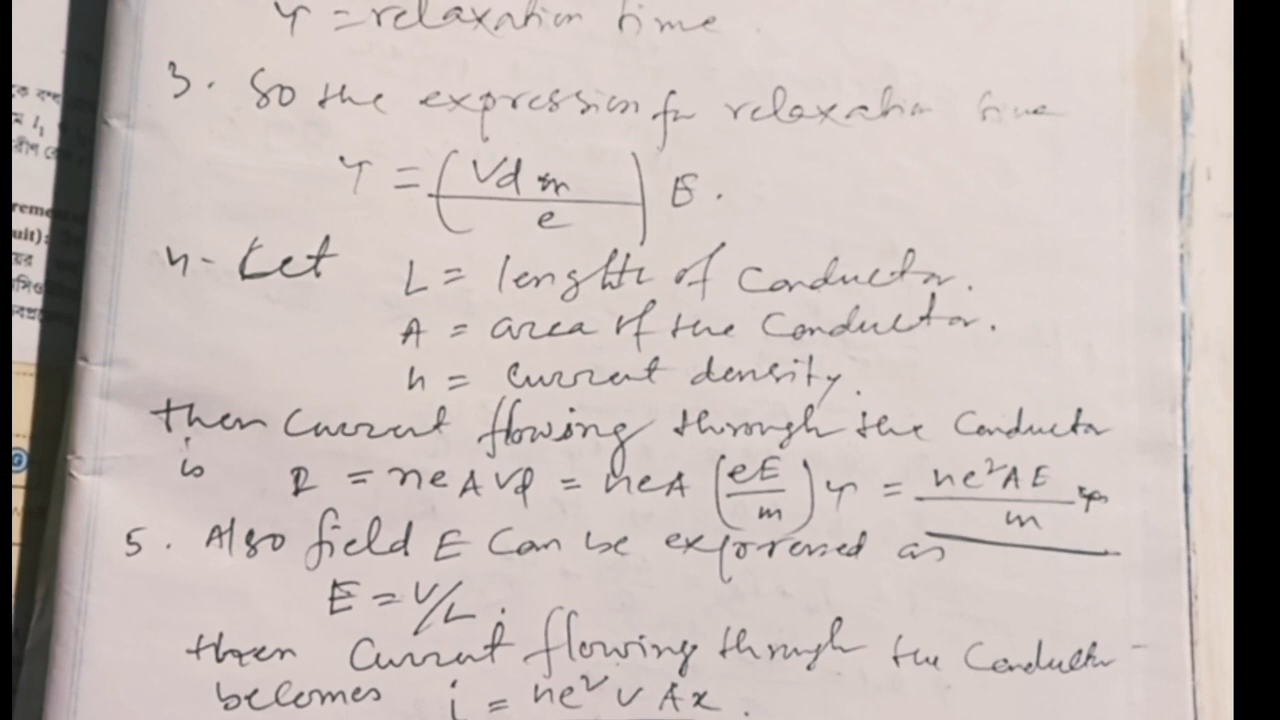 τ = relaxation time
3. So the expression for relaxation time
τ = (Vd m / e) E.
4. Let L = length of conductor.
A = area of the conductor.
n = current density.
then current flowing through the conductor
is I = neAVd = neA (eE/m) τ = ne²AE/m τ
5. Also field E can be expressed as
E = V/L.
then current flowing through the conductor
becomes i = ne² V Aτ.